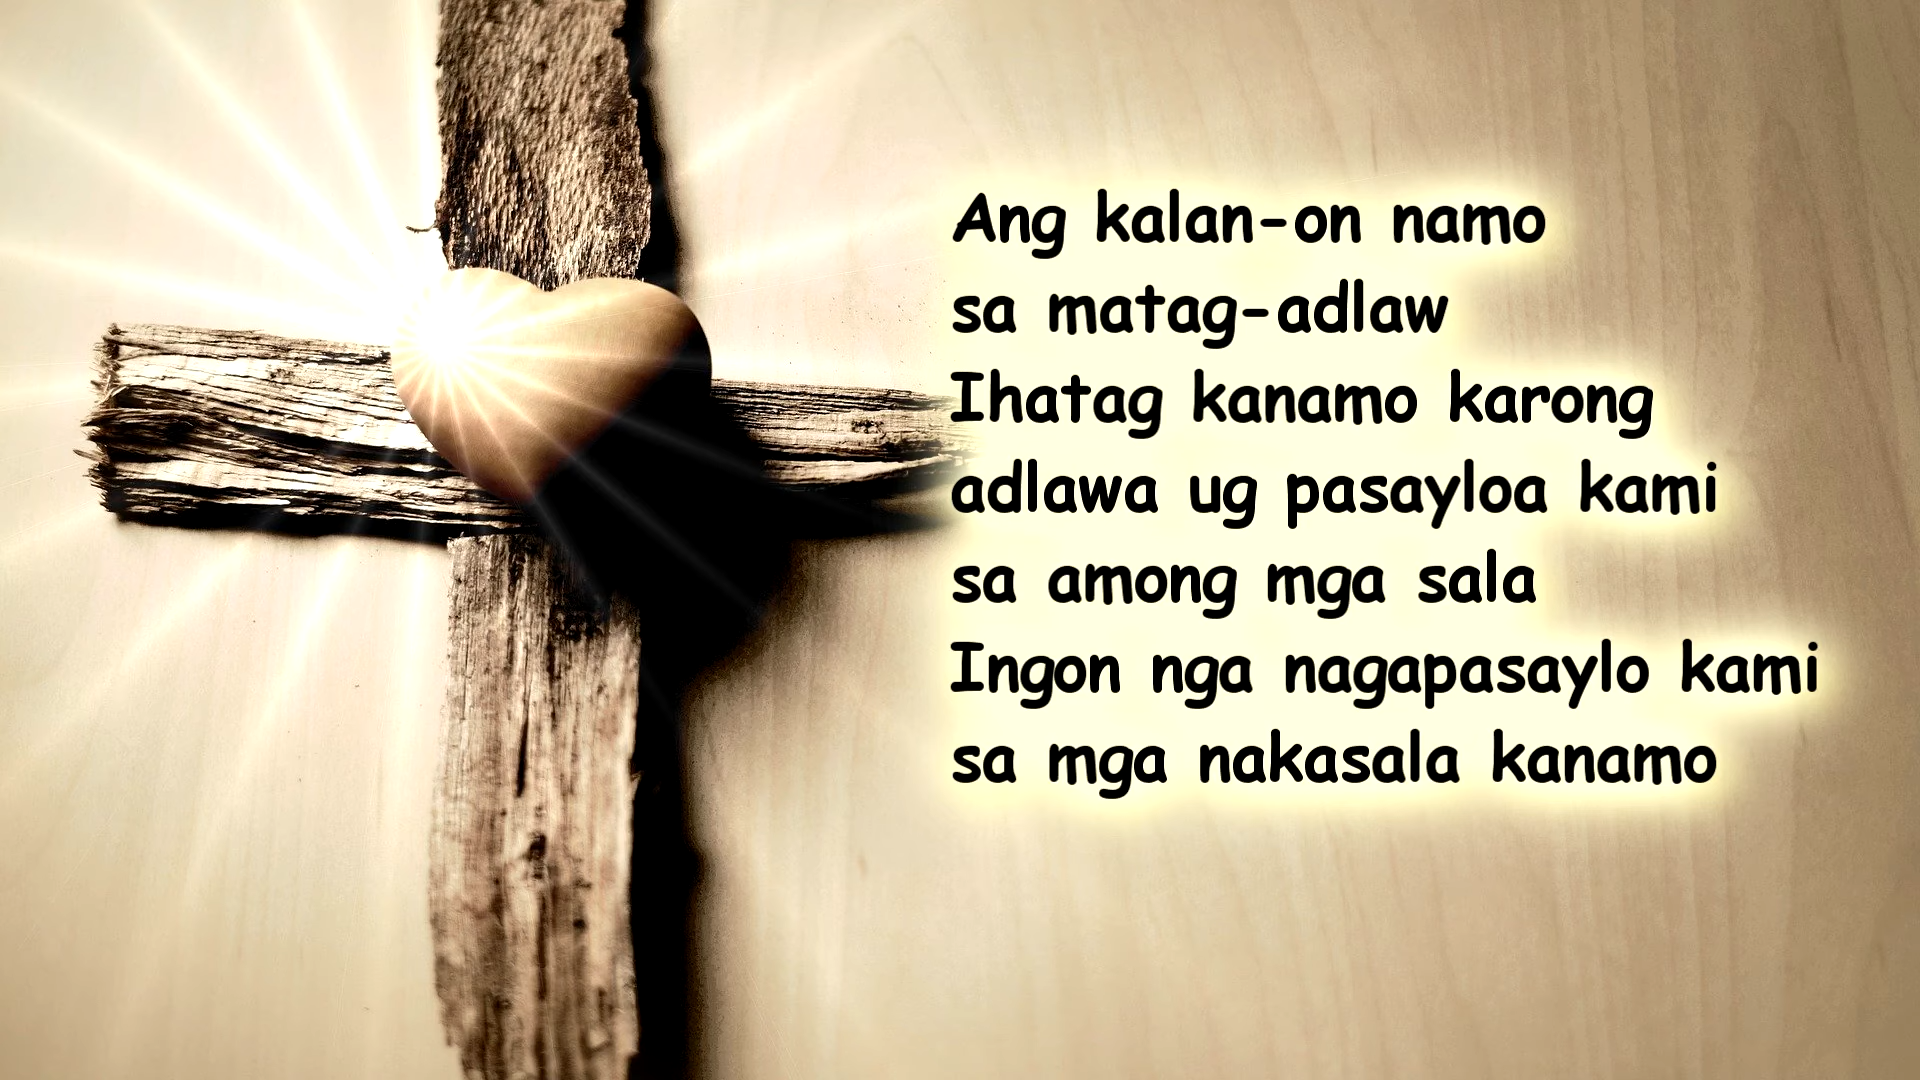 Ang kalan-on namo
sa matag-adlaw
Ihatag kanamo karong
adlawa ug pasayloa kami
sa among mga sala
Ingon nga nagapasaylo kami
sa mga nakasala kanamo